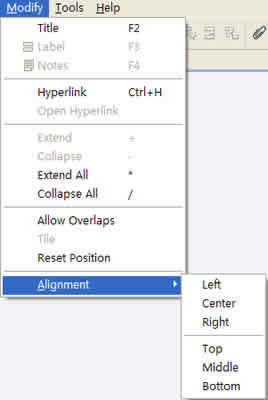 Modify Tools Help
Title F2
Label F3
Notes F4
Hyperlink Ctrl+H
Open Hyperlink
Extend +
Collapse -
Extend All *
Collapse All /
Allow Overlaps
Tile
Reset Position
Alignment
Left
Center
Right
Top
Middle
Bottom